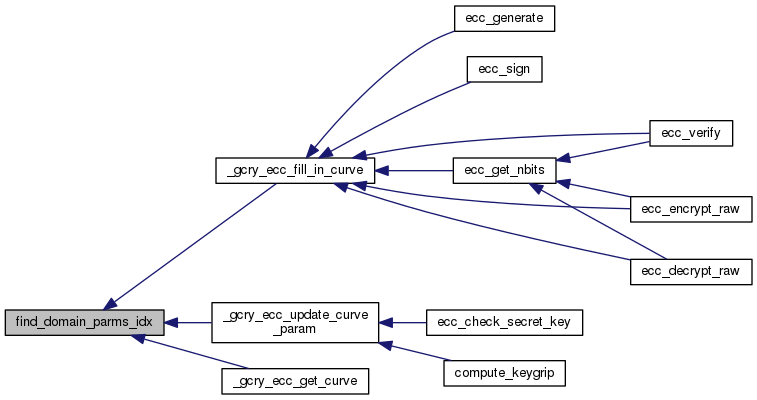 ecc_generate
ecc_sign
ecc_verify
_gcry_ecc_fill_in_curve
ecc_get_nbits
ecc_encrypt_raw
ecc_decrypt_raw
find_domain_parms_idx
_gcry_ecc_update_curve
_param
ecc_check_secret_key
compute_keygrip
_gcry_ecc_get_curve